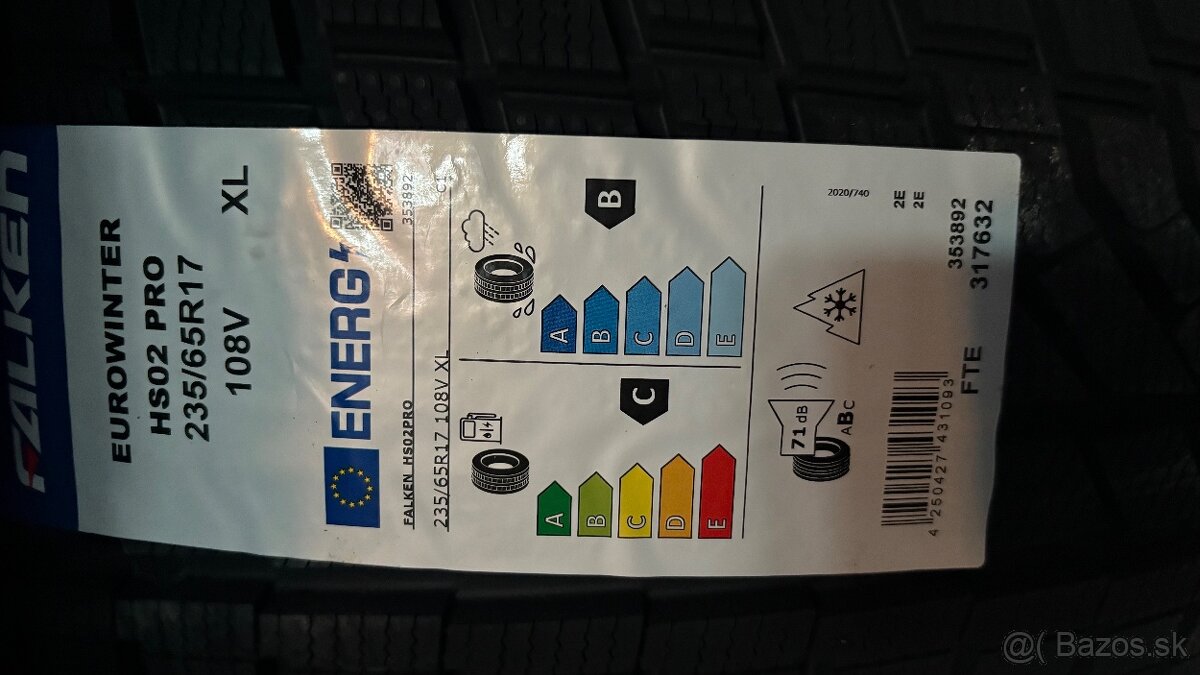 FALKEN
EUROWINTER
HS02 PRO
235/65R17
108V XL
ENERG
353892
FALKEN HS02PRO
235/65R17 108V XL C1
A
B
C
D
E
C
A
B
C
D
E
B
71 dB
ABC
2020/740
4 250427 431093
2E
2E
353892
FTE 317632
@( Bazos.sk